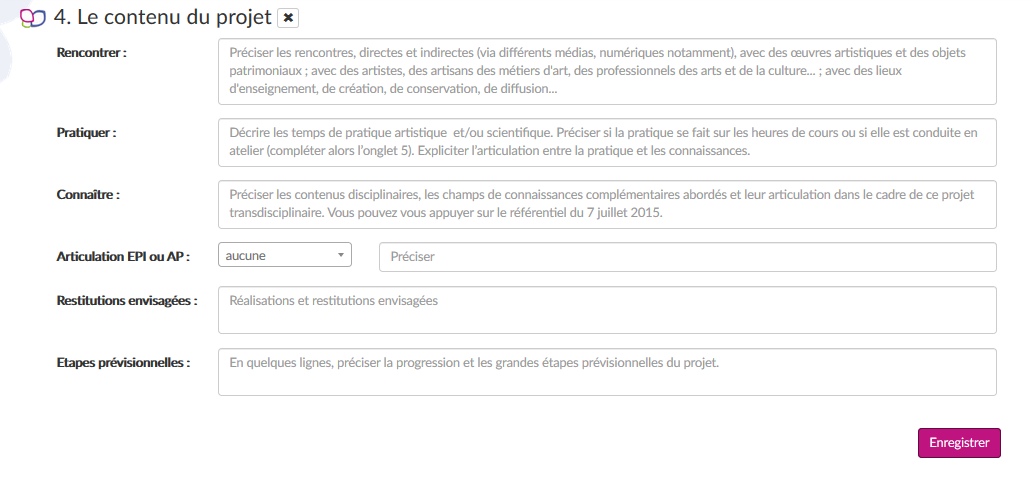 4. Le contenu du projet ✖
Rencontrer :
Préciser les rencontres, directes et indirectes (via différents médias, numériques notamment), avec des œuvres artistiques et des objets
patrimoniaux ; avec des artistes, des artisans des métiers d'art, des professionnels des arts et de la culture... ; avec des lieux
d'enseignement, de création, de conservation, de diffusion...
Pratiquer :
Décrire les temps de pratique artistique et/ou scientifique. Préciser si la pratique se fait sur les heures de cours ou si elle est conduite en
atelier (compléter alors l'onglet 5). Expliciter l'articulation entre la pratique et les connaissances.
Connaître :
Préciser les contenus disciplinaires, les champs de connaissances complémentaires abordés et leur articulation dans le cadre de ce projet
transdisciplinaire. Vous pouvez vous appuyer sur le référentiel du 7 juillet 2015.
Articulation EPI ou AP : aucune Préciser
Restitutions envisagées : Réalisations et restitutions envisagées
Etapes prévisionnelles : En quelques lignes, préciser la progression et les grandes étapes prévisionnelles du projet.
Enregistrer